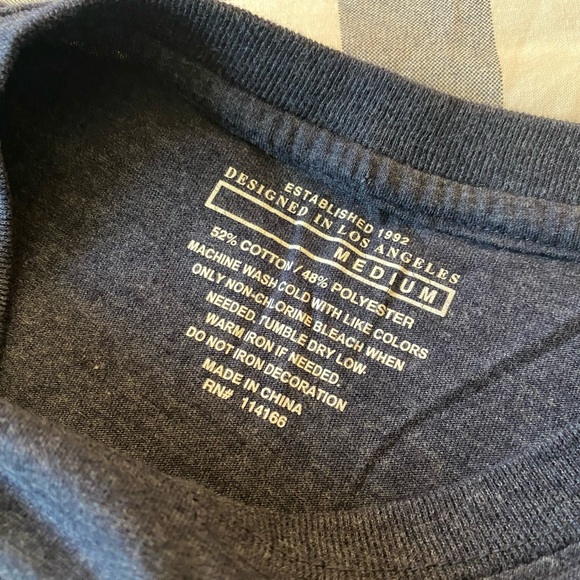 ESTABLISHED 1992
DESIGNED IN LOS ANGELES
MEDIUM
52% COTTON / 48% POLYESTER
MACHINE WASH COLD WITH LIKE COLORS
ONLY NON-CHLORINE BLEACH WHEN
NEEDED. TUMBLE DRY LOW.
WARM IRON IF NEEDED.
DO NOT IRON DECORATION
MADE IN CHINA
RN# 114166